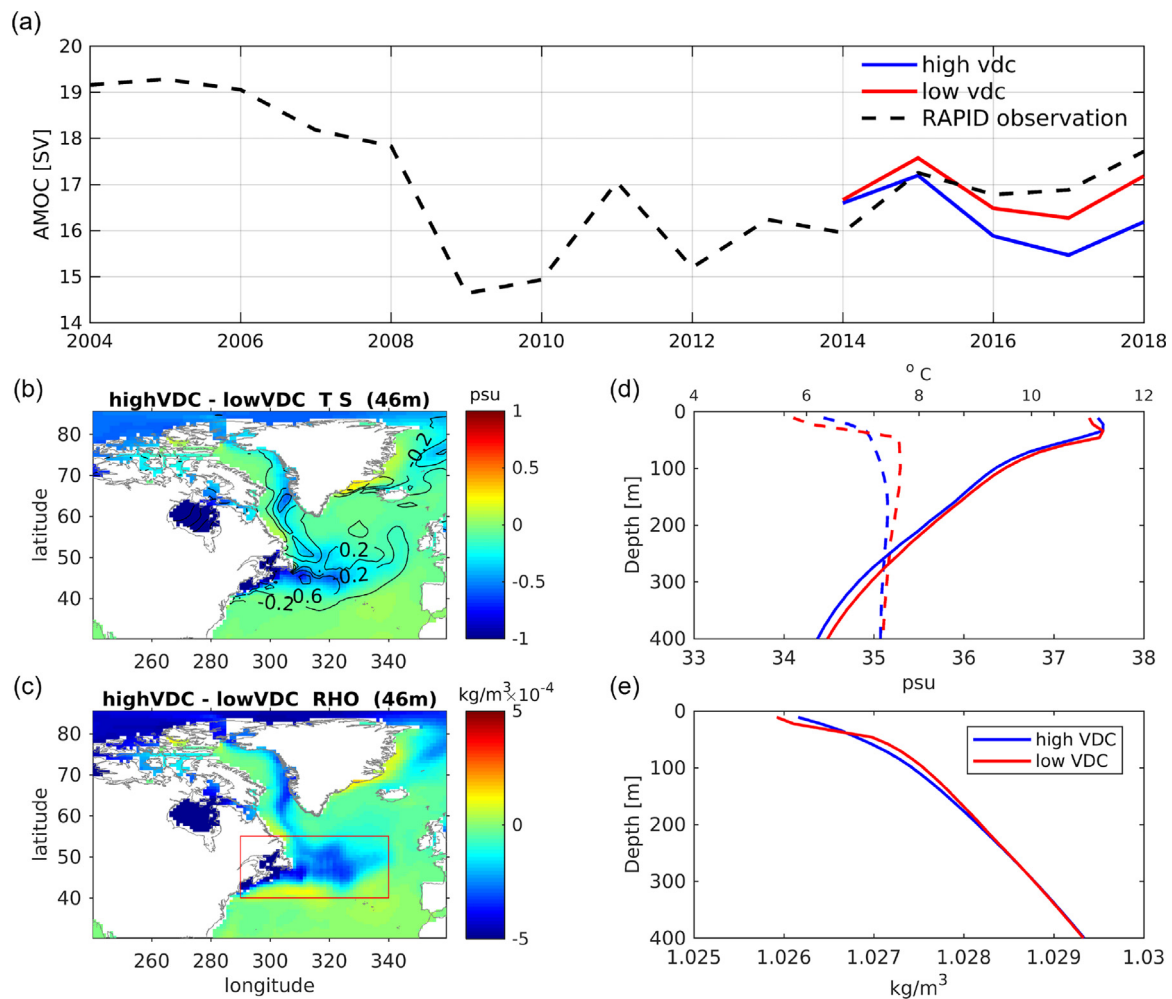 (a)
20
19
18
17
16
15
14
AMOC [SV]
high vdc
low vdc
RAPID observation
2004 2006 2008 2010 2012 2014 2016 2018
(b)
highVDC - lowVDC T S (46m)
psu
80
70
60
50
40
latitude
-0.2
0.2
0.2
0.6
-0.2
260 280 300 320 340
1
0.5
0
-0.5
-1
(c)
highVDC - lowVDC RHO (46m)
kg/m³×10⁻⁴
80
70
60
50
40
latitude
260 280 300 320 340
longitude
5
0
-5
(d)
° C
4 6 8 10 12
0
100
200
300
400
Depth [m]
33 34 35 36 37 38
psu
(e)
0
100
200
300
400
Depth [m]
high VDC
low VDC
1.025 1.026 1.027 1.028 1.029 1.03
kg/m³